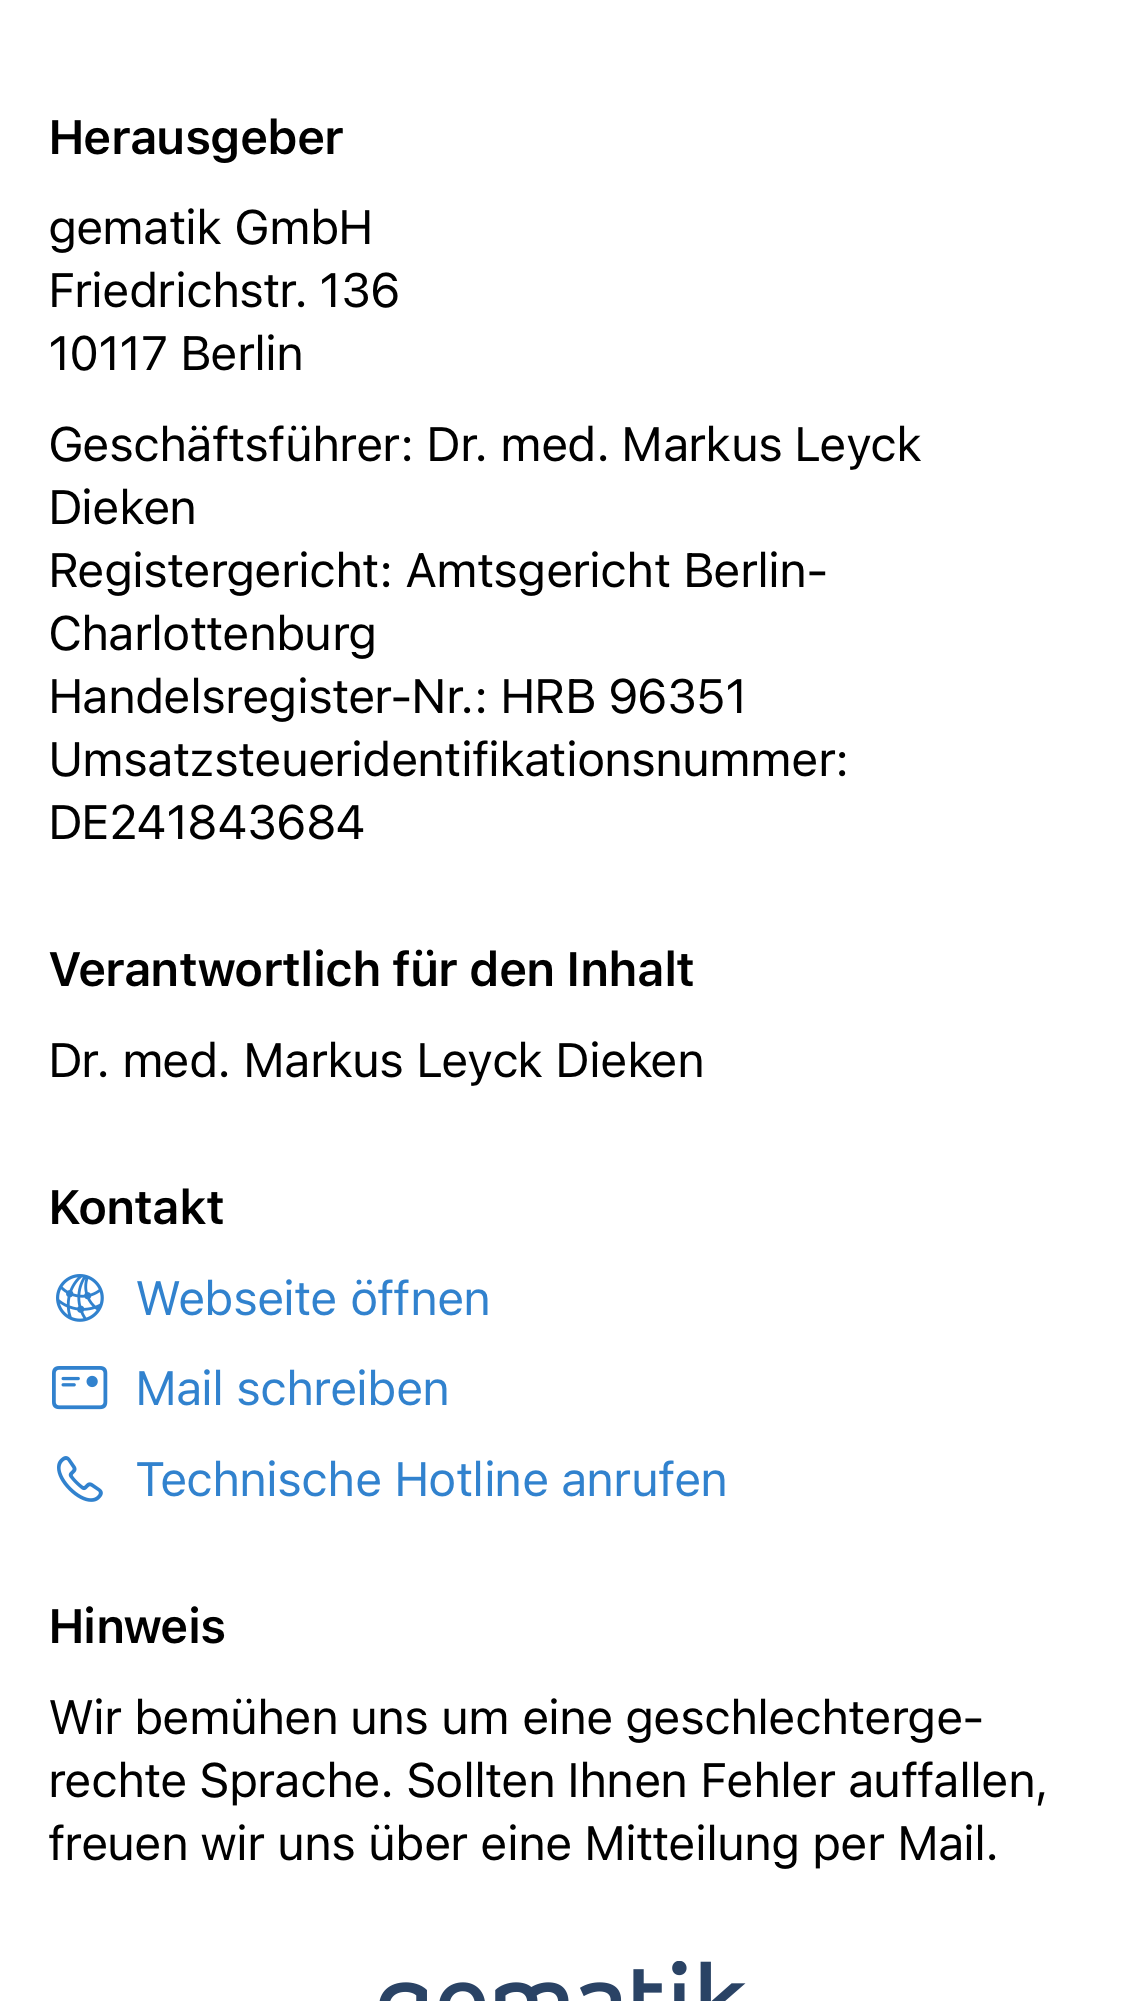 Herausgeber
gematik GmbH
Friedrichstr. 136
10117 Berlin
Geschäftsführer: Dr. med. Markus Leyck
Dieken
Registergericht: Amtsgericht Berlin-
Charlottenburg
Handelsregister-Nr.: HRB 96351
Umsatzsteueridentifikationsnummer:
DE241843684
Verantwortlich für den Inhalt
Dr. med. Markus Leyck Dieken
Kontakt
Webseite öffnen
Mail schreiben
Technische Hotline anrufen
Hinweis
Wir bemühen uns um eine geschlechterge-
rechte Sprache. Sollten Ihnen Fehler auffallen,
freuen wir uns über eine Mitteilung per Mail.
gematik